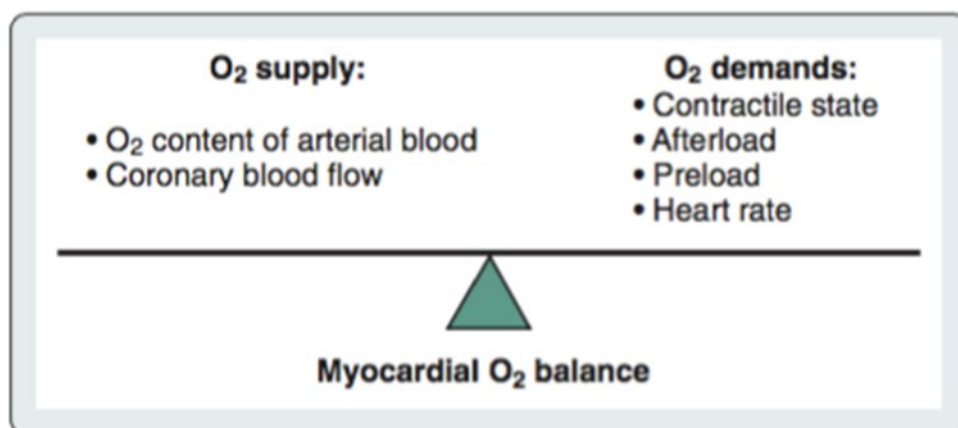 O₂ supply:
• O₂ content of arterial blood
• Coronary blood flow
O₂ demands:
• Contractile state
• Afterload
• Preload
• Heart rate
Myocardial O₂ balance